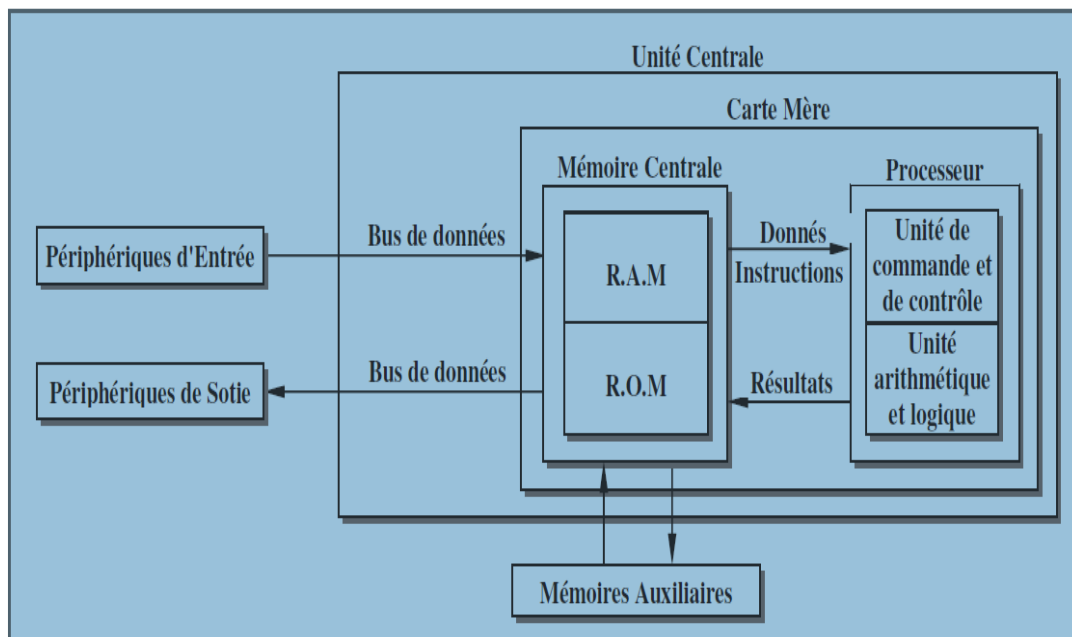 Unité Centrale
Carte Mère
Mémoire Centrale
Processeur
Périphériques d'Entrée
Bus de données
R.A.M
Donnés
Instructions
Unité de
commande et
de contrôle
Périphériques de Sotie
Bus de données
R.O.M
Résultats
Unité
arithmétique
et logique
Mémoires Auxiliaires